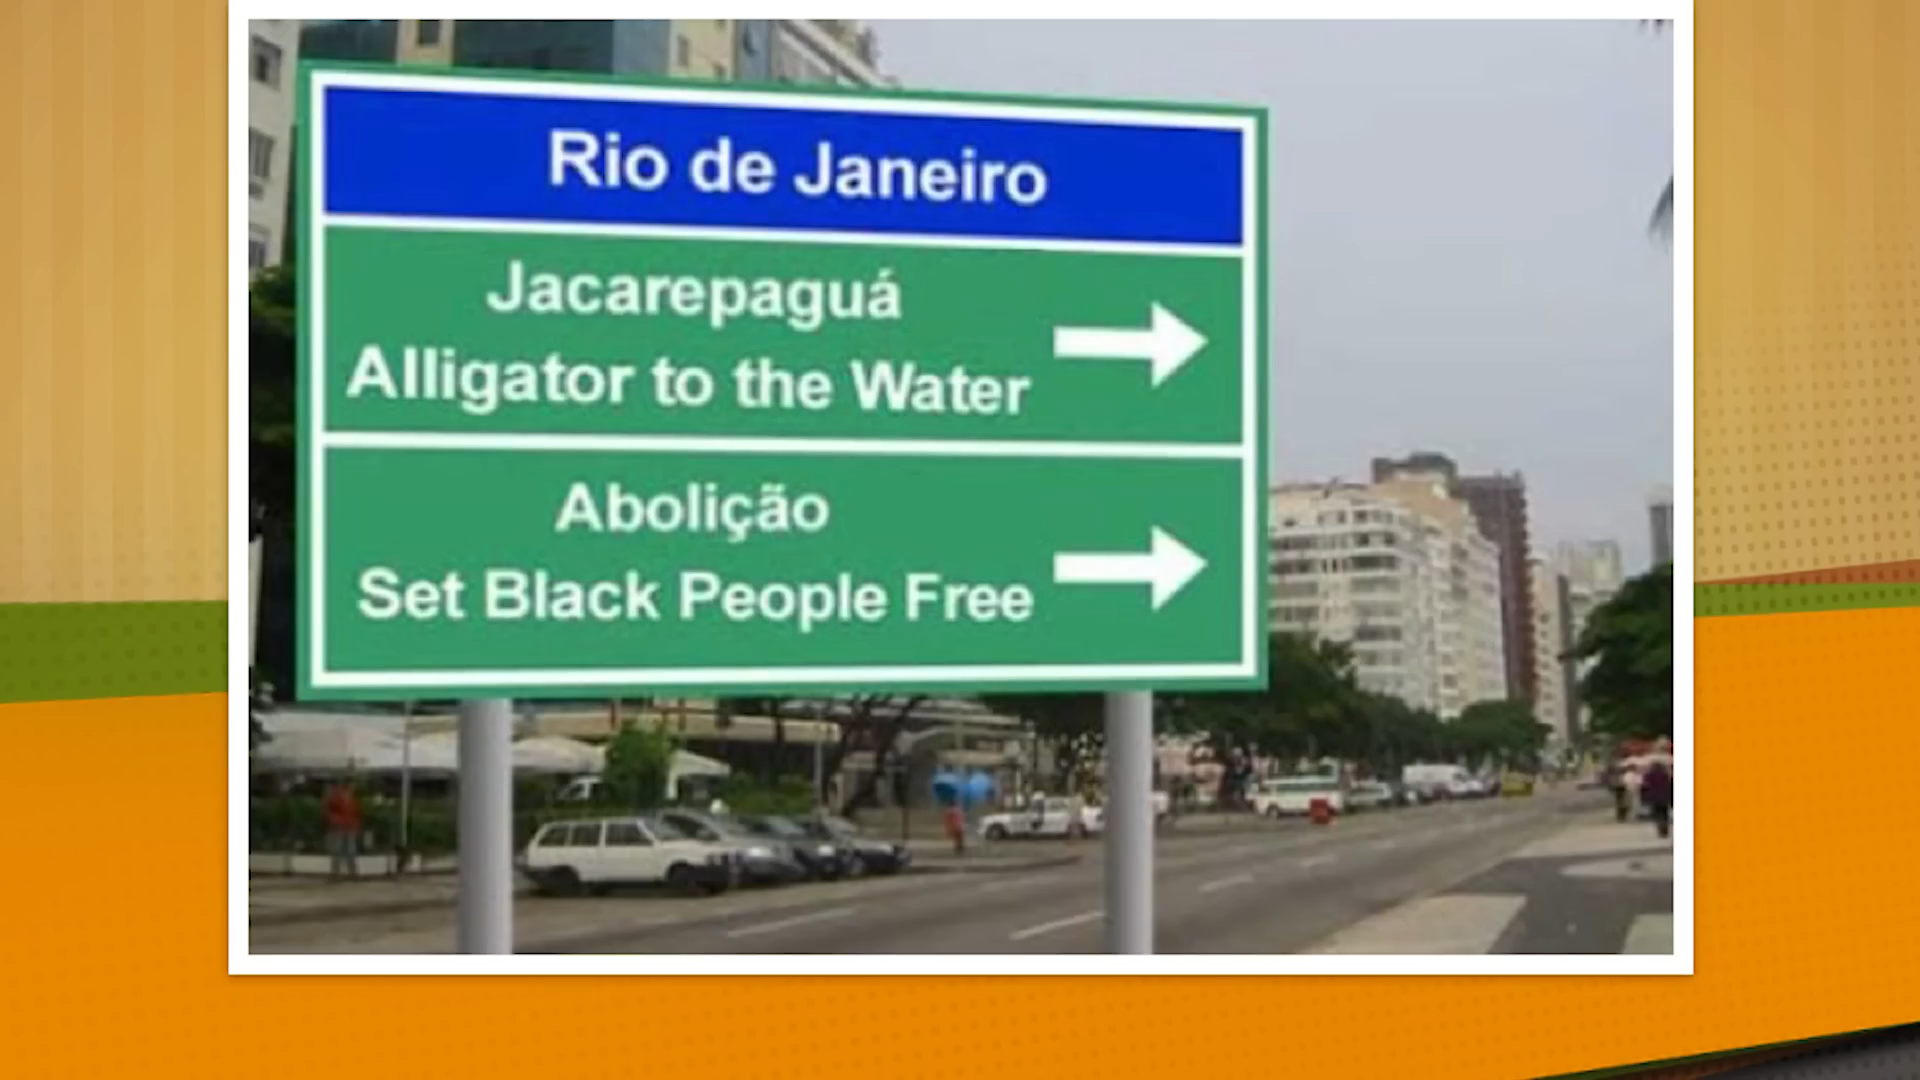 Rio de Janeiro
Jacarepaguá
Alligator to the Water
Abolição
Set Black People Free